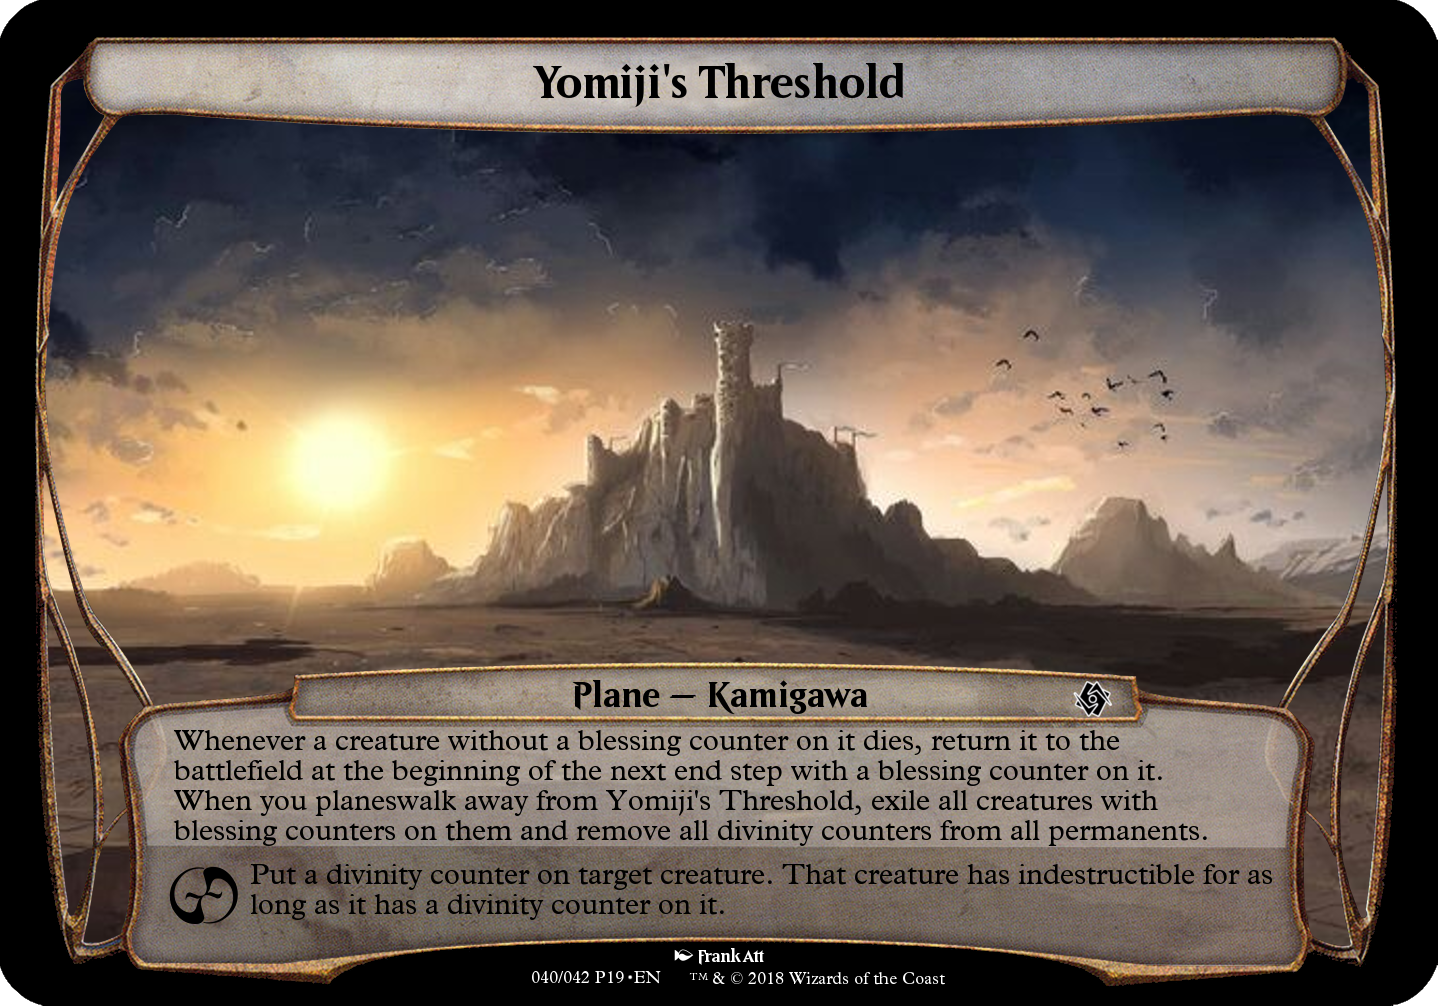 Yomiji's Threshold
Plane — Kamigawa
Whenever a creature without a blessing counter on it dies, return it to the
battlefield at the beginning of the next end step with a blessing counter on it.
When you planeswalk away from Yomiji's Threshold, exile all creatures with
blessing counters on them and remove all divinity counters from all permanents.
Put a divinity counter on target creature. That creature has indestructible for as
long as it has a divinity counter on it.
Frank Att
040/042 P19•EN ™ & © 2018 Wizards of the Coast